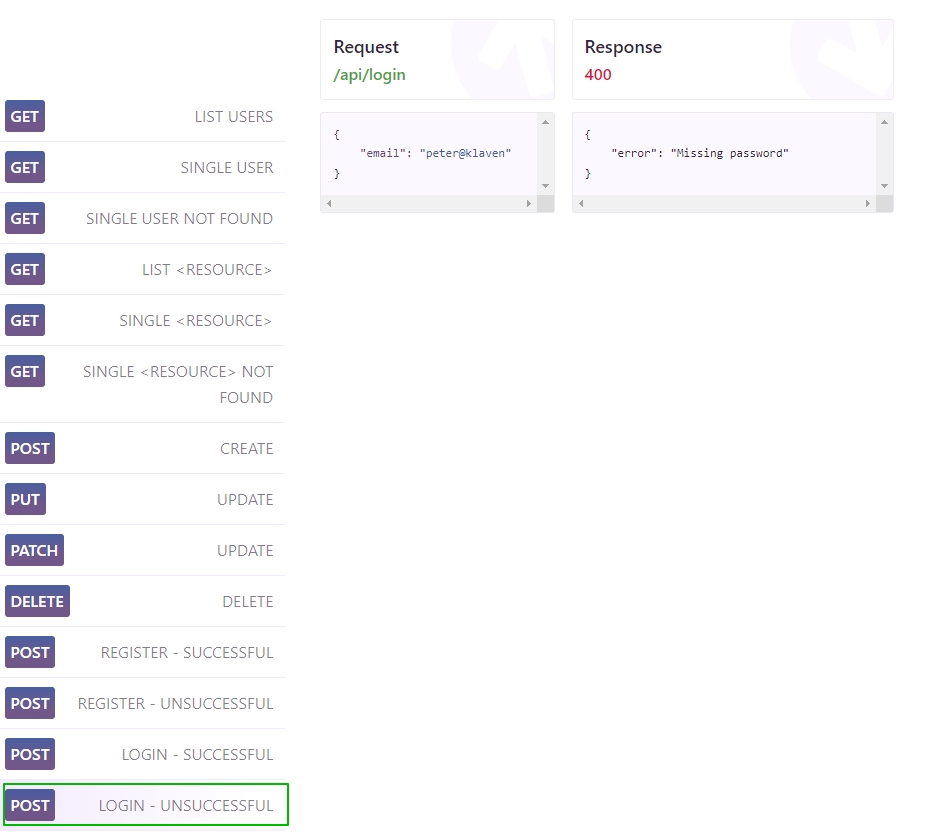 GET LIST USERS
GET SINGLE USER
GET SINGLE USER NOT FOUND
GET LIST <RESOURCE>
GET SINGLE <RESOURCE>
GET SINGLE <RESOURCE> NOT
FOUND
POST CREATE
PUT UPDATE
PATCH UPDATE
DELETE DELETE
POST REGISTER - SUCCESSFUL
POST REGISTER - UNSUCCESSFUL
POST LOGIN - SUCCESSFUL
POST LOGIN - UNSUCCESSFUL
Request
/api/login
{
    "email": "peter@klaven"
}
Response
400
{
    "error": "Missing password"
}